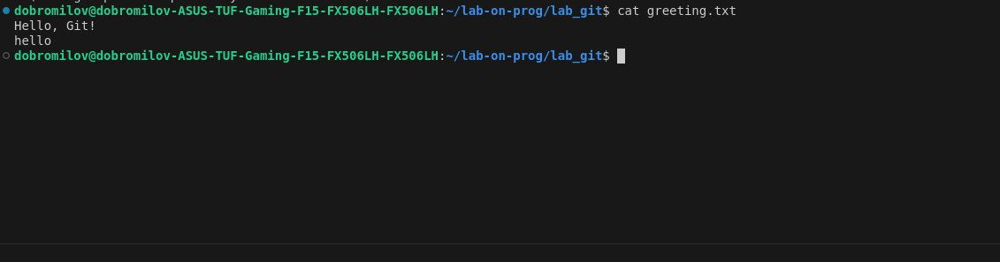 dobromilov@dobromilov-ASUS-TUF-Gaming-F15-FX506LH-FX506LH:~/lab-on-prog/lab_git$ cat greeting.txt
Hello, Git!
hello
dobromilov@dobromilov-ASUS-TUF-Gaming-F15-FX506LH-FX506LH:~/lab-on-prog/lab_git$